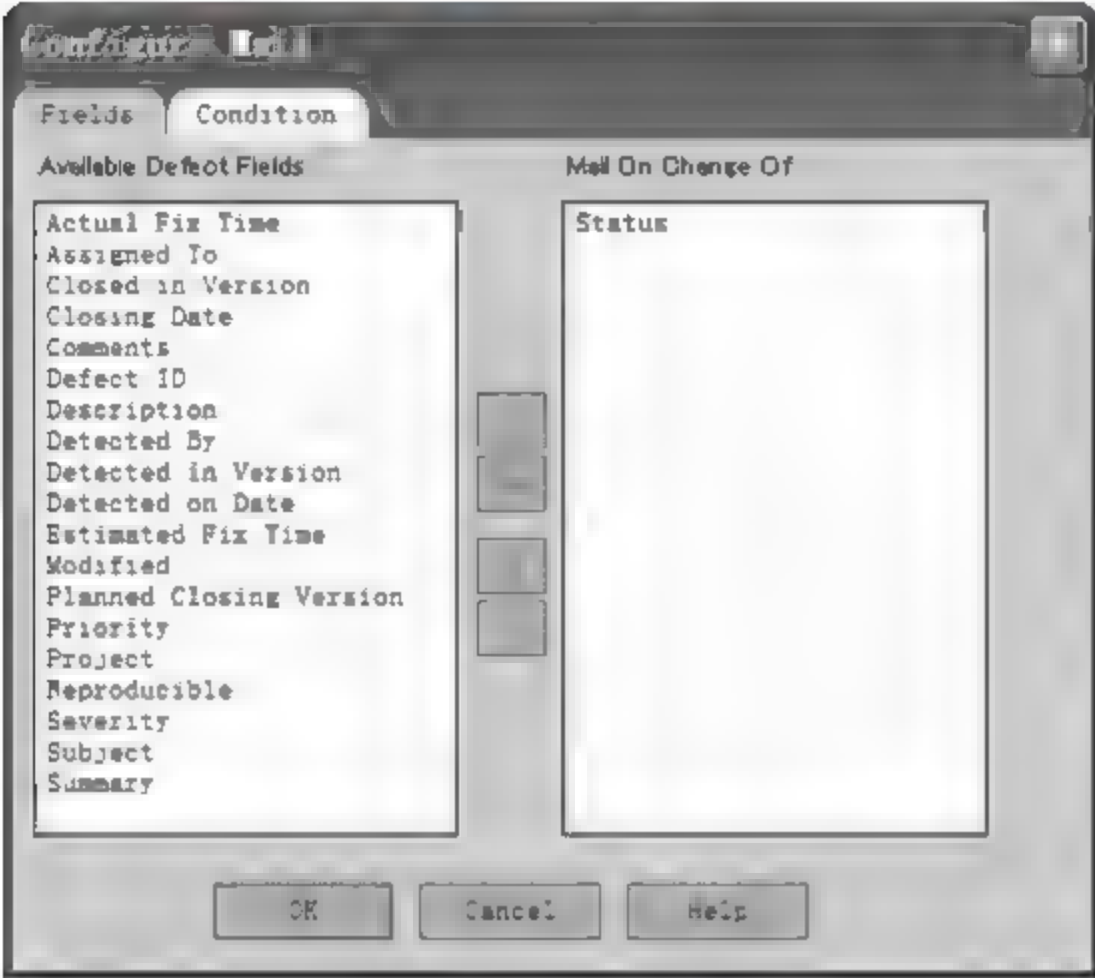 Fields
Condition
Available Defect Fields
Mail On Change Of
Actual Fix Time
Assigned To
Closed in Version
Closing Date
Comments
Defect ID
Description
Detected By
Detected in Version
Detected on Date
Estimated Fix Time
Modified
Planned Closing Version
Priority
Project
Reproducible
Severity
Subject
Summary
Status
OK
Cancel
Help